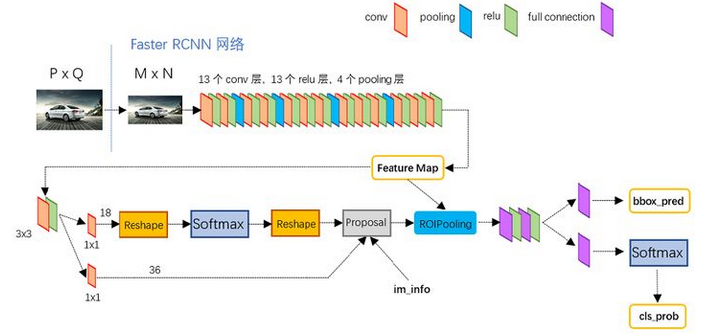 conv
pooling
relu
full connection
Faster RCNN 网络
P x Q
M x N
13 个 conv 层, 13 个 relu 层, 4 个 pooling 层
Feature Map
3x3
18
1x1
Reshape
Softmax
Reshape
Proposal
ROIPooling
bbox_pred
Softmax
36
1x1
im_info
cls_prob